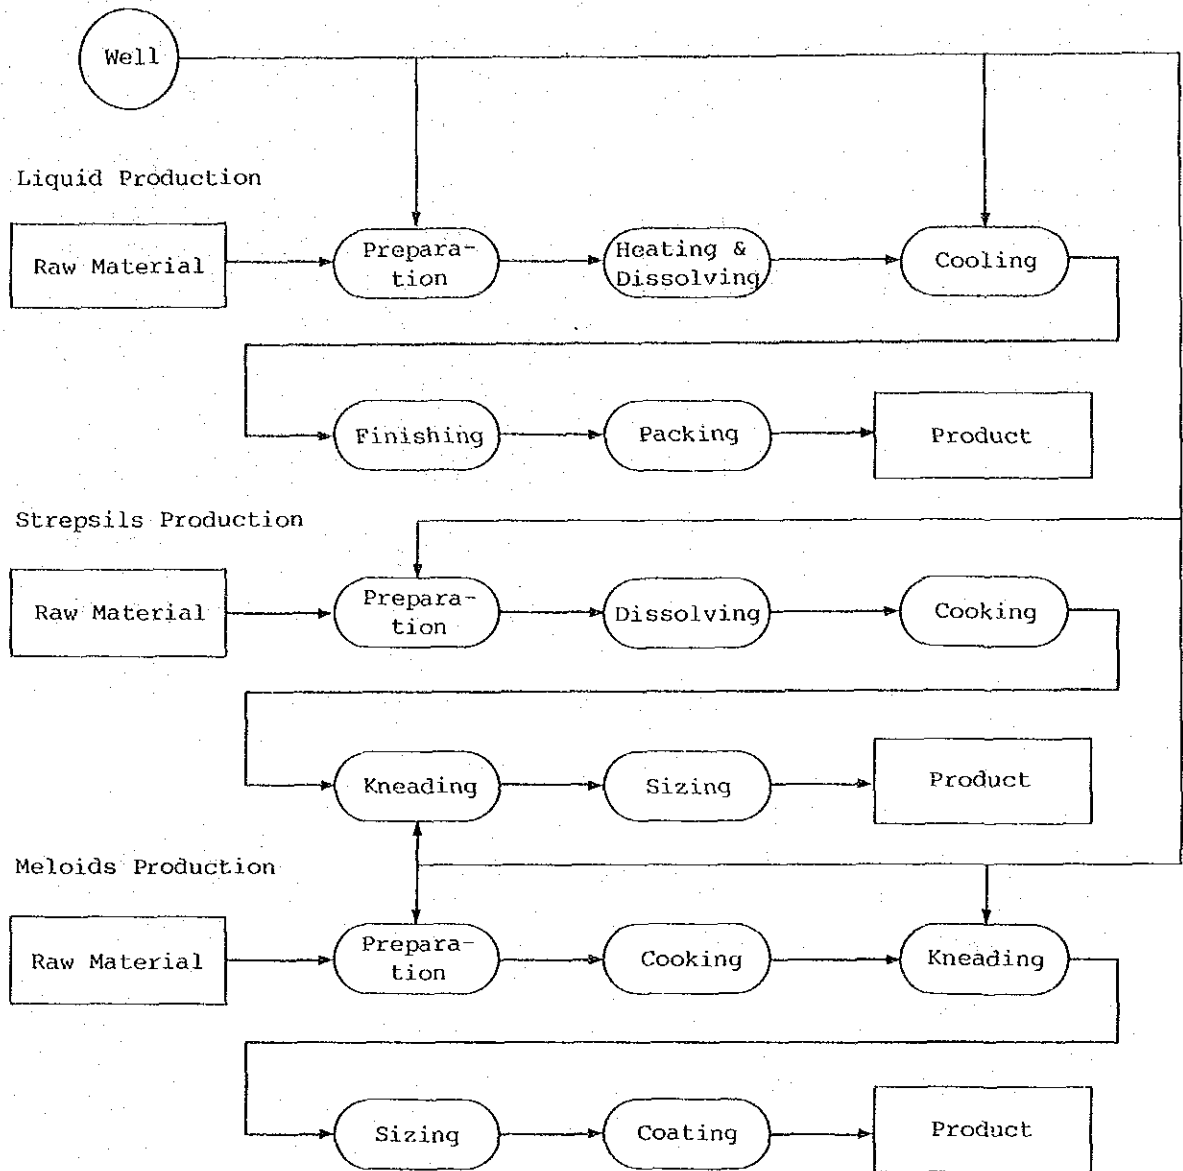 Well
Liquid Production
Raw Material
Prepara-
tion
Heating &
Dissolving
Cooling
Finishing
Packing
Product
Strepsils Production
Raw Material
Prepara-
tion
Dissolving
Cooking
Kneading
Sizing
Product
Meloids Production
Raw Material
Prepara-
tion
Cooking
Kneading
Sizing
Coating
Product